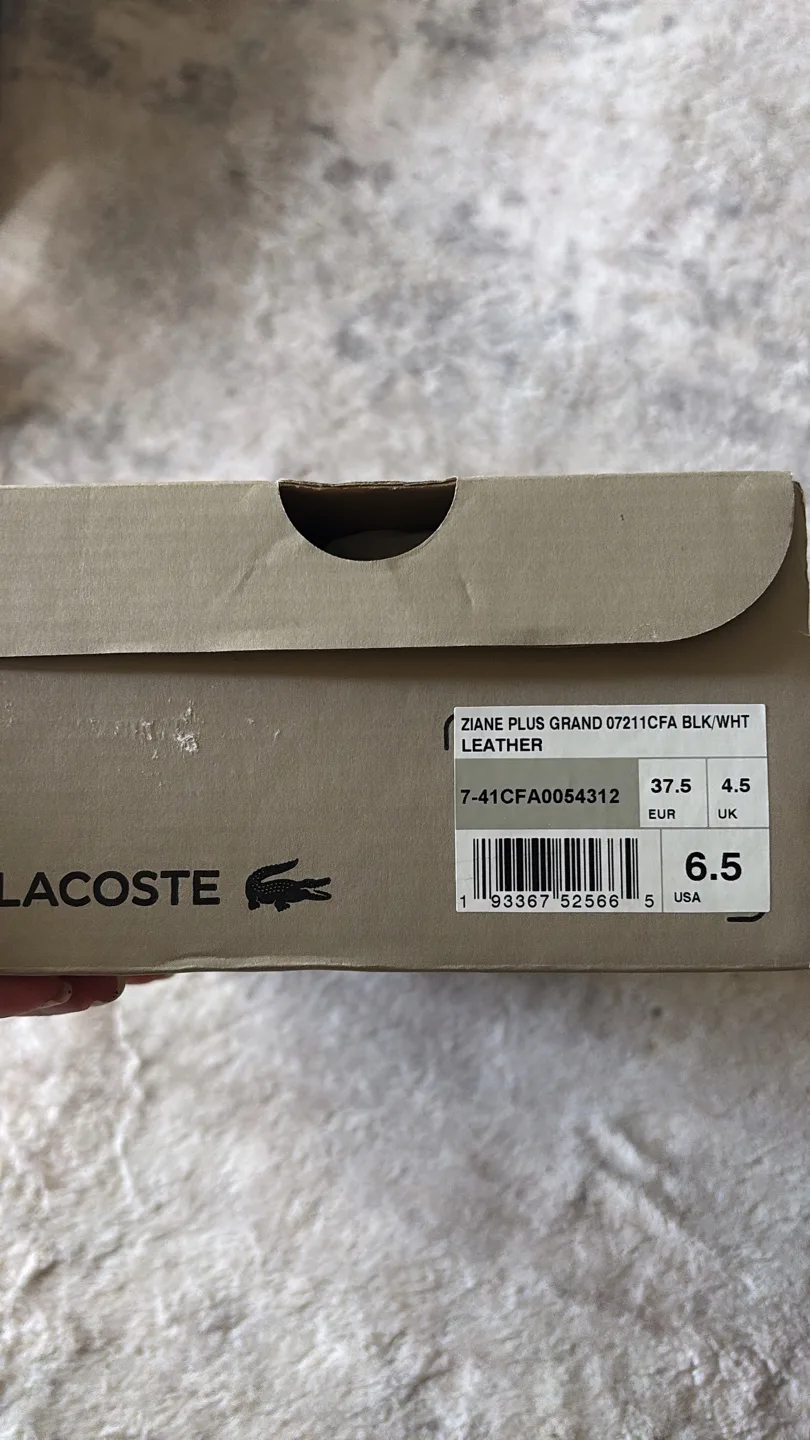 ZIANE PLUS GRAND 07211CFA BLK/WHT
LEATHER
7-41CFA0054312
37.5
EUR
4.5
UK
1 93367 52566 5
6.5
USA
LACOSTE